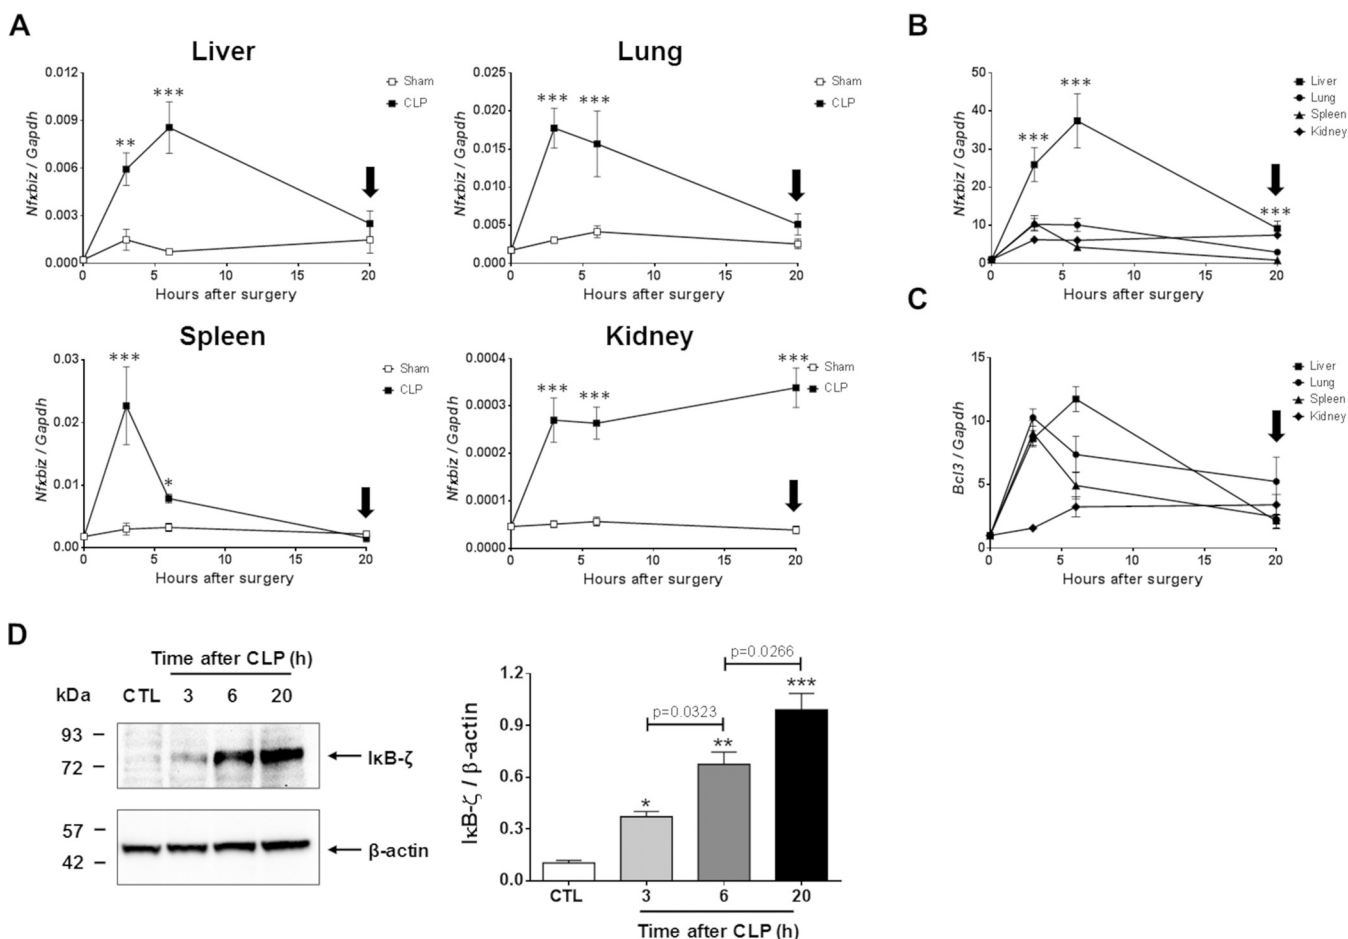 A
Liver
Nfκbiz / Gapdh
0.012
0.009
0.006
0.003
0.000
***
**
Sham
CLP
0 5 10 15 20
Hours after surgery
Lung
Nfκbiz / Gapdh
0.025
0.020
0.015
0.010
0.005
0.000
*** ***
Sham
CLP
0 5 10 15 20
Hours after surgery
Spleen
Nfκbiz / Gapdh
0.03
0.02
0.01
0.00
***
*
Sham
CLP
0 5 10 15 20
Hours after surgery
Kidney
Nfκbiz / Gapdh
0.0004
0.0003
0.0002
0.0001
0.0000
*** *** ***
Sham
CLP
0 5 10 15 20
Hours after surgery
B
Nfκbiz / Gapdh
50
40
30
20
10
0
***
***
***
Liver
Lung
Spleen
Kidney
0 5 10 15 20
Hours after surgery
C
Bcl3 / Gapdh
15
10
5
0
Liver
Lung
Spleen
Kidney
0 5 10 15 20
Hours after surgery
D
Time after CLP (h)
kDa CTL 3 6 20
93
72
IκB-ζ
57
42
β-actin
IκB-ζ / β-actin
1.2
0.9
0.6
0.3
0.0
p=0.0266
***
p=0.0323
**
*
CTL 3 6 20
Time after CLP (h)